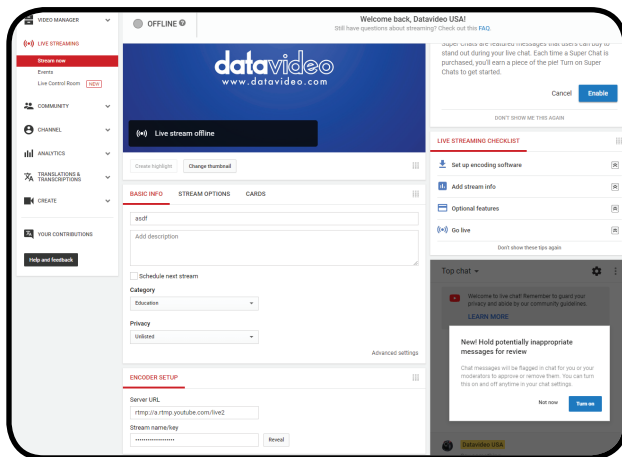 VIDEO MANAGER
LIVE STREAMING
Stream now
Events
Live Control Room NEW
COMMUNITY
CHANNEL
ANALYTICS
TRANSLATIONS &
TRANSCRIPTIONS
CREATE
YOUR CONTRIBUTIONS
Help and feedback
OFFLINE
Welcome back, Datavideo USA!
Still have questions about streaming? Check out this FAQ
datavideo
www.datavideo.com
Live stream offline
Create highlight
Change thumbnail
BASIC INFO
STREAM OPTIONS
CARDS
asdf
Add description
Schedule next stream
Category
Education
Privacy
Unlisted
Advanced settings
ENCODER SETUP
Server URL
rtmp://a.rtmp.youtube.com/live2
Stream name/key
••••••••••••••••••••
Reveal
Super Chats are featured messages that users can buy to
stand out during your live chat. Each time a Super Chat is
purchased, you'll earn a piece of the pie! Turn on Super
Chats to get started.
Cancel
Enable
DON'T SHOW ME THIS AGAIN
LIVE STREAMING CHECKLIST
Set up encoding software
Add stream info
Optional features
Go live
Don't show these tips again
Top chat
Welcome to live chat! Remember to guard your
privacy and abide by our community guidelines.
LEARN MORE
New! Hold potentially inappropriate
messages for review
Chat messages will be flagged in chat for you or your
moderators to approve or remove them. You can turn
this on and off anytime in your chat settings.
Not now
Turn on
Datavideo USA